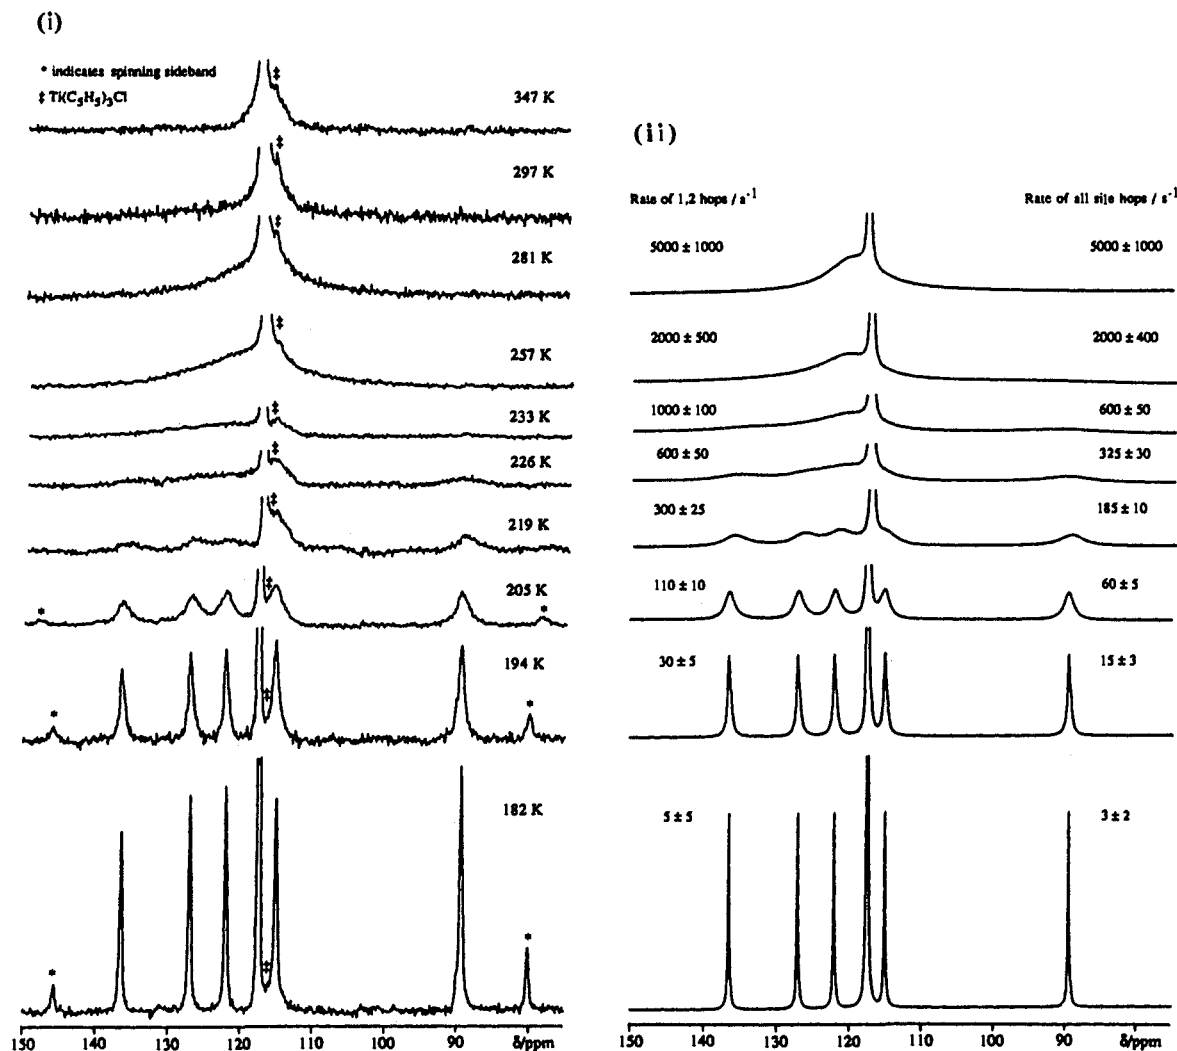 (i)
* indicates spinning sideband
‡ Ti(C5H5)3Cl
‡
347 K
‡
297 K
‡
281 K
‡
257 K
‡
233 K
‡
226 K
‡
219 K
*
‡
205 K
*
*
‡
194 K
*
*
‡
182 K
*
150 140 130 120 110 100 90 δ/ppm
(ii)
Rate of 1,2 hops / s-1 Rate of all site hops / s-1
5000 ± 1000 5000 ± 1000
2000 ± 500 2000 ± 400
1000 ± 100 600 ± 50
600 ± 50 325 ± 30
300 ± 25 185 ± 10
110 ± 10 60 ± 5
30 ± 5 15 ± 3
5 ± 5 3 ± 2
150 140 130 120 110 100 90 δ/ppm